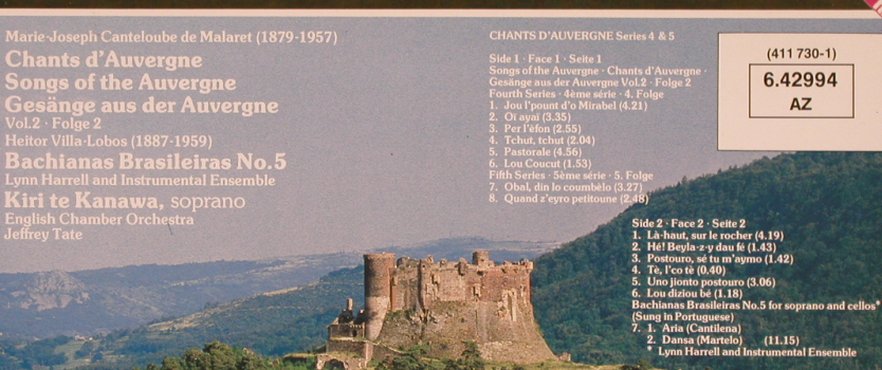 Marie-Joseph Canteloube de Malaret (1879-1957)
Chants d'Auvergne
Songs of the Auvergne
Gesänge aus der Auvergne
Vol.2 · Folge 2
Heitor Villa-Lobos (1887-1959)
Bachianas Brasileiras No.5
Lynn Harrell and Instrumental Ensemble
Kiri te Kanawa, soprano
English Chamber Orchestra
Jeffrey Tate
CHANTS D'AUVERGNE Series 4 & 5
Side 1 · Face 1 · Seite 1
Songs of the Auvergne · Chants d'Auvergne ·
Gesänge aus der Auvergne Vol.2 · Folge 2
Fourth Series · 4ème série · 4. Folge
1. Jou l'pount d'o Mirabel (4.21)
2. Oï ayaï (3.35)
3. Per l'èfon (2.55)
4. Tchut, tchut (2.04)
5. Pastorale (4.56)
6. Lou Coucut (1.53)
Fifth Series · 5ème série · 5. Folge
7. Obal, din lo coumbèlo (3.27)
8. Quand z'eyro petitoune (2.48)
(411 730-1)
6.42994
AZ
Side 2 · Face 2 · Seite 2
1. Là-haut, sur le rocher (4.19)
2. Hé! Beyla-z-y dau fé (1.43)
3. Postouro, sé tu m'aymo (1.42)
4. Tè, l'co tè (0.40)
5. Uno jionto postouro (3.06)
6. Lou diziou bé (1.18)
Bachianas Brasileiras No.5 for soprano and cellos*
(Sung in Portuguese)
7. 1. Aria (Cantilena)
2. Dansa (Martelo) (11.15)
* Lynn Harrell and Instrumental Ensemble